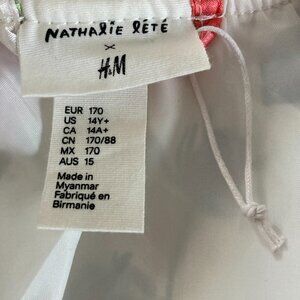 NATHALIE LÉTÉ
×
H&M
EUR 170
US 14Y+
CA 14A+
CN 170/88
MX 170
AUS 15
Made in
Myanmar
Fabriqué en
Birmanie